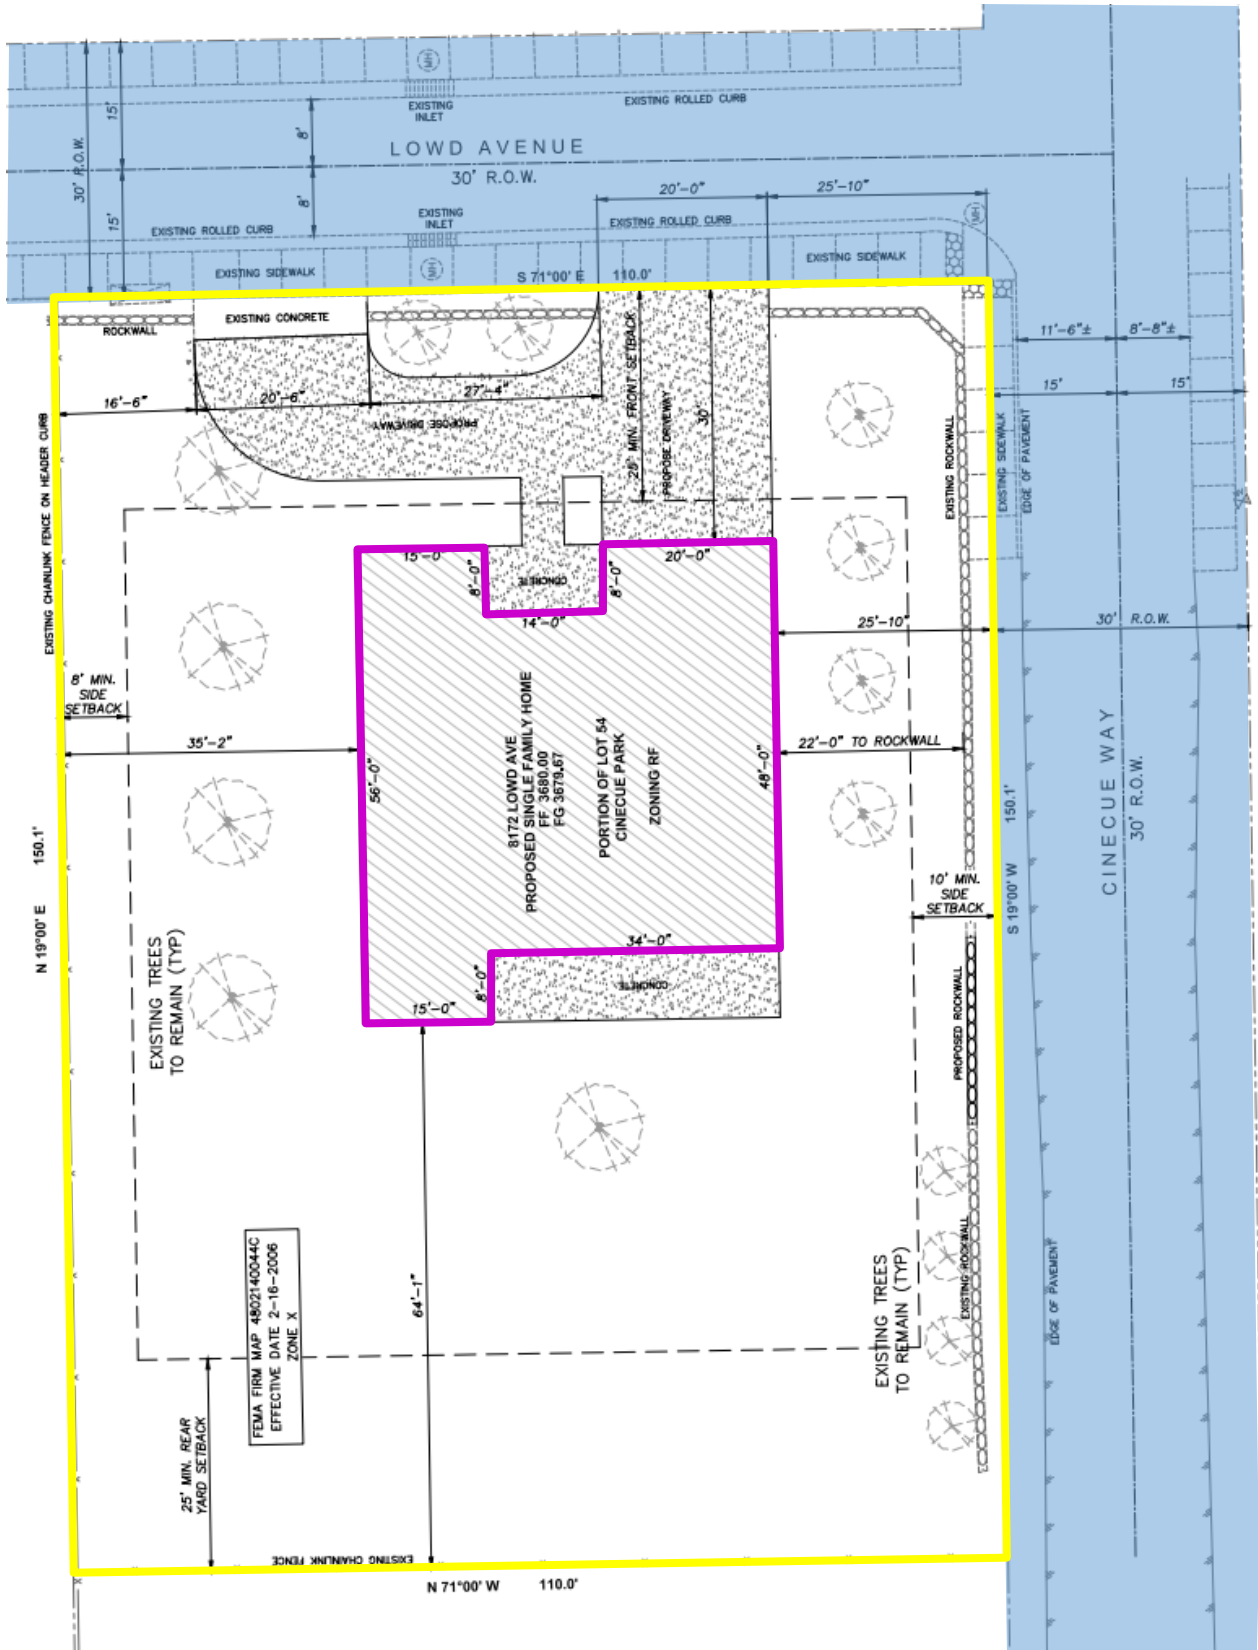 MH
EXISTING
INLET
EXISTING ROLLED CURB
15'
8'
30' R.O.W.
LOWD AVENUE
30' R.O.W.
20'-0"
25'-10"
15'
8'
EXISTING
INLET
EXISTING ROLLED CURB
EXISTING ROLLED CURB
MH
EXISTING SIDEWALK
MH
EXISTING SIDEWALK
S 71°00' E 110.0'
ROCKWALL
EXISTING CONCRETE
11'-6"±
8'-8"±
15'
15'
16'-6"
20'-6"
27'-4"
PROPOSE DRIVEWAY
25' MIN. FRONT SETBACK
PROPOSE DRIVEWAY
30'
EXISTING ROCKWALL
EXISTING SIDEWALK
EDGE OF PAVEMENT
EXISTING CHAINLINK FENCE ON HEADER CURB
15'-0"
8'-0"
CONCRETE
14'-0"
8'-0"
20'-0"
25'-10"
30' R.O.W.
8' MIN.
SIDE
SETBACK
35'-2"
56'-0"
8172 LOWD AVE
PROPOSED SINGLE FAMILY HOME
FF 3680.00
FG 3679.67
PORTION OF LOT 54
CINECUE PARK
ZONING RF
48'-0"
22'-0" TO ROCKWALL
CINECUE WAY
30' R.O.W.
N 19°00' E 150.1'
S 19°00' W 150.1'
10' MIN.
SIDE
SETBACK
34'-0"
8'-0"
15'-0"
CONCRETE
EXISTING TREES
TO REMAIN (TYP)
PROPOSED ROCKWALL
EXISTING ROCKWALL
64'-1"
FEMA FIRM MAP 4802140044C
EFFECTIVE DATE 2-16-2006
ZONE X
EXISTING TREES
TO REMAIN (TYP)
EDGE OF PAVEMENT
25' MIN. REAR
YARD SETBACK
EXISTING CHAINLINK FENCE
N 71°00' W 110.0'